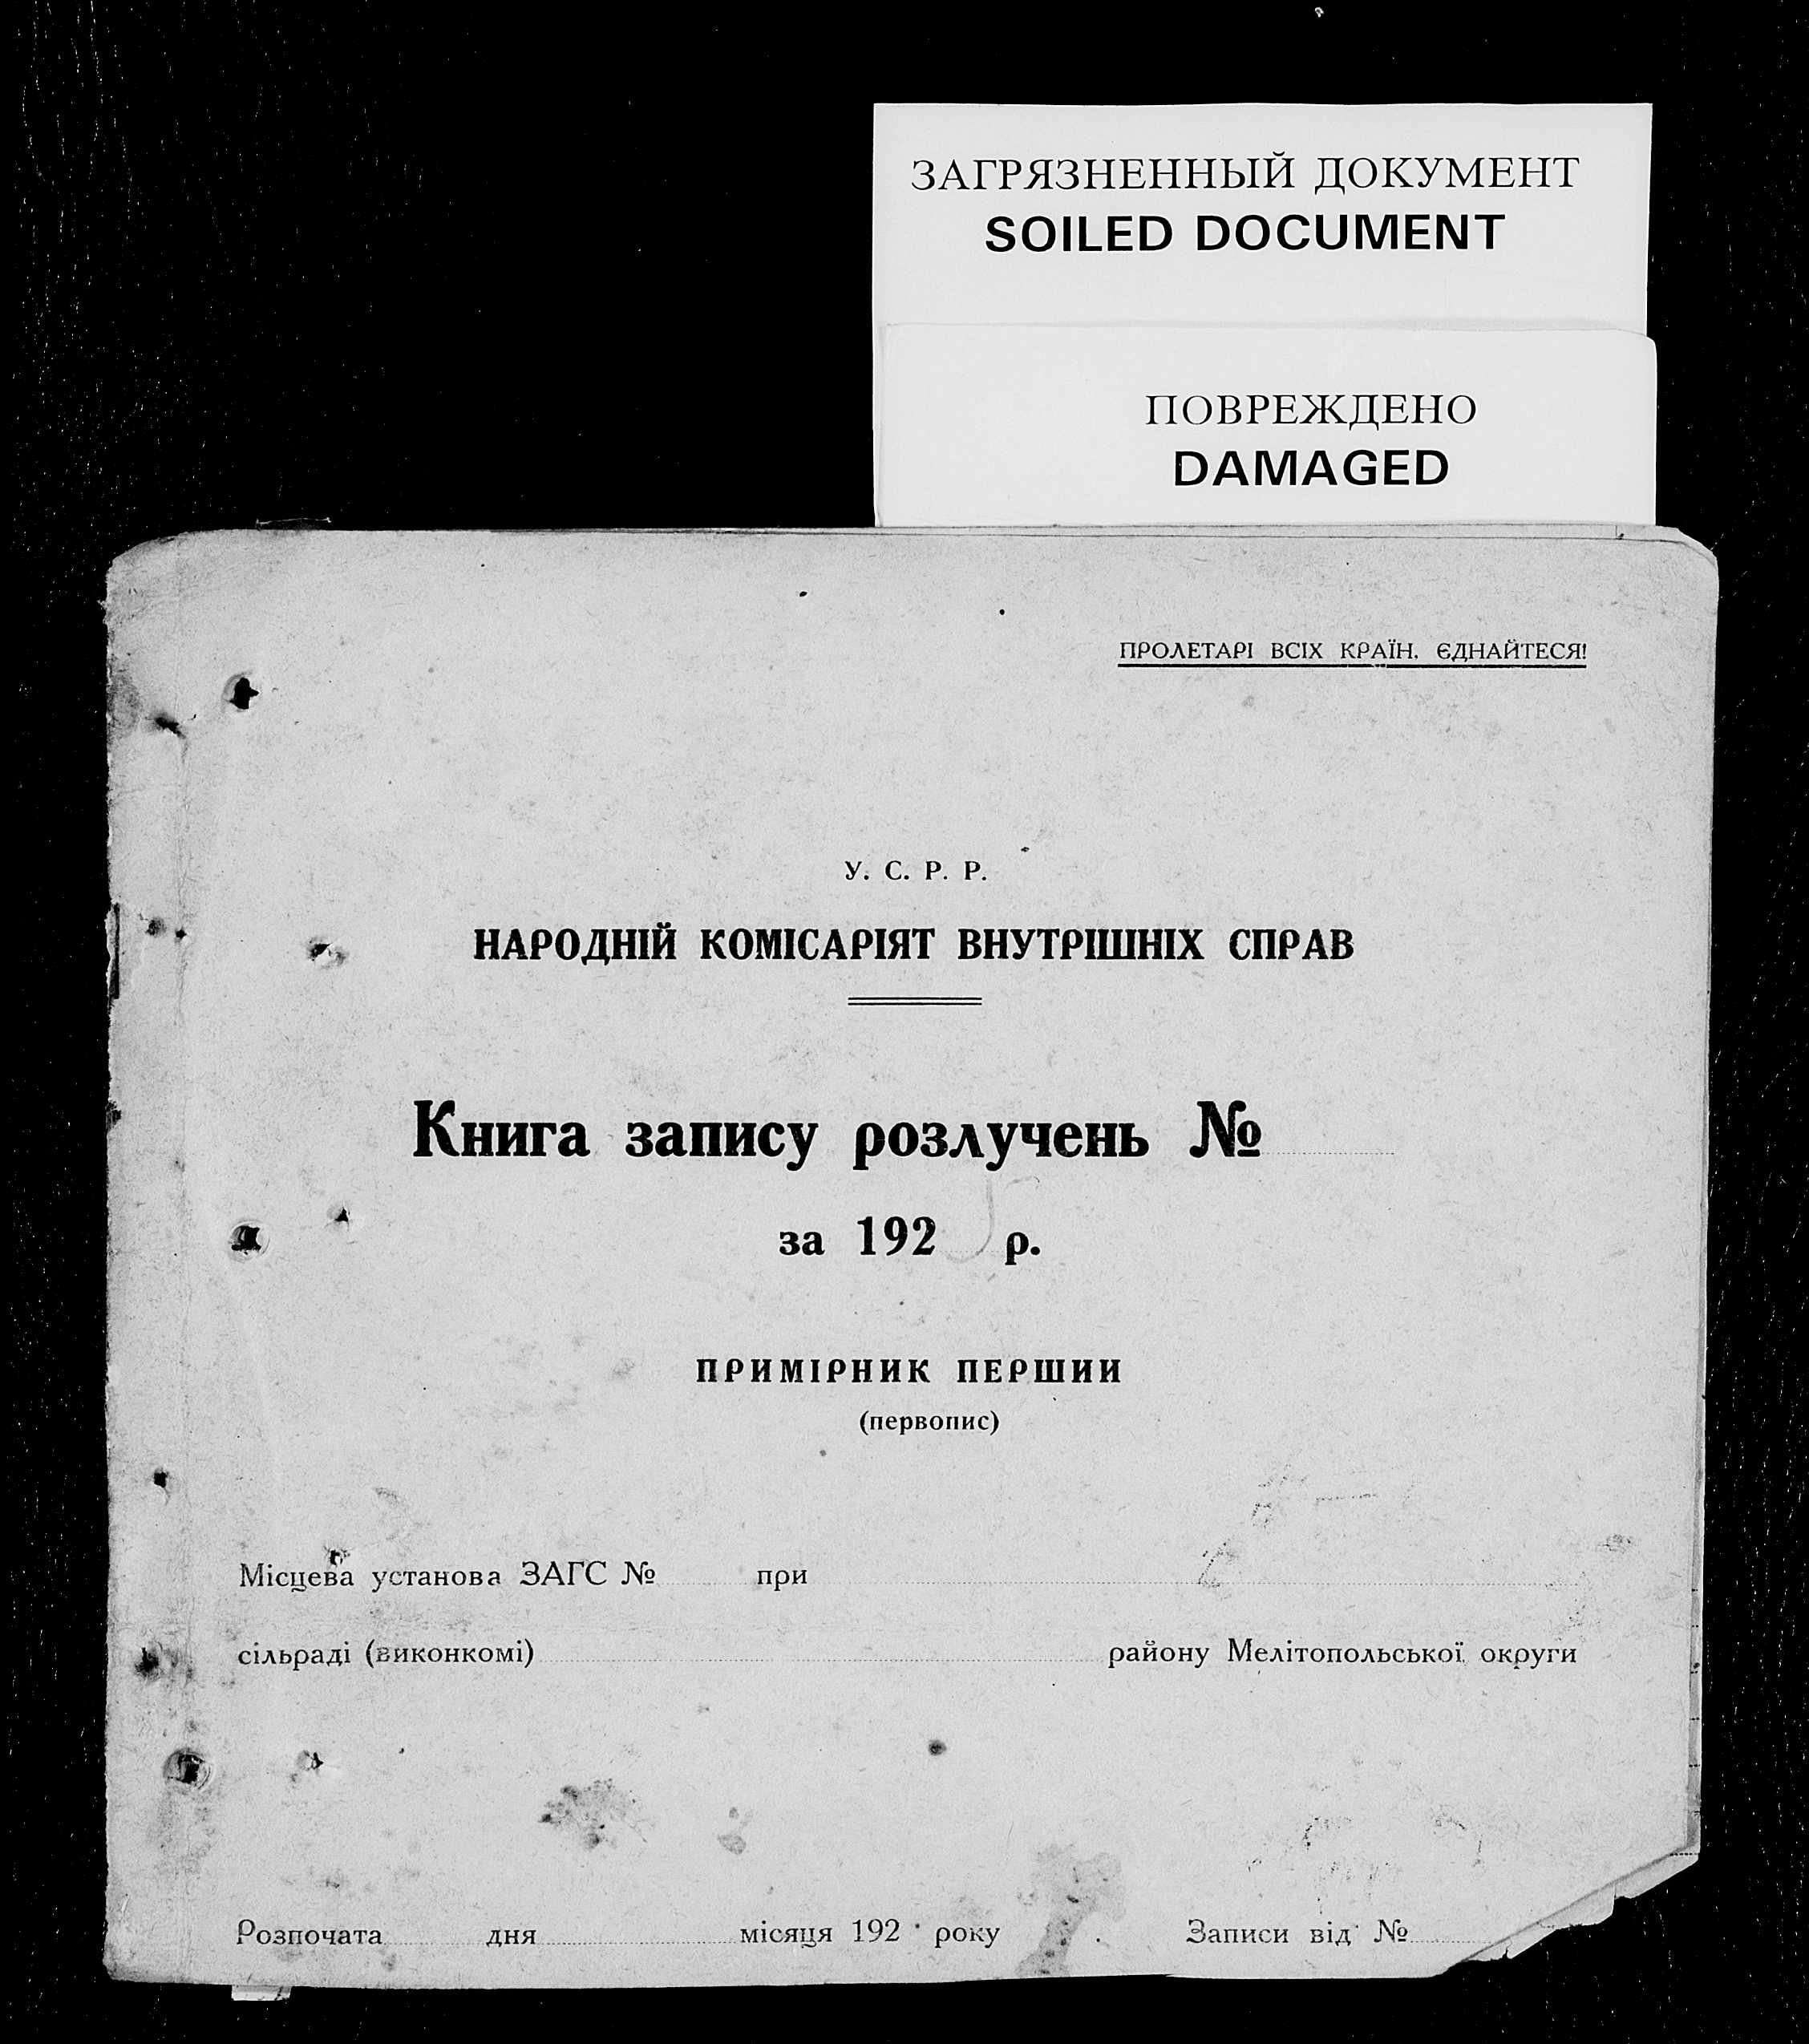 ЗАГРЯЗНЕННЫЙ ДОКУМЕНТ
SOILED DOCUMENT
ПОВРЕЖДЕНО
DAMAGED
ПРОЛЕТАРІ ВСІХ КРАЇН, ЄДНАЙТЕСЯ!
У. С. Р. Р.
НАРОДНІЙ КОМІСАРІЯТ ВНУТРІШНІХ СПРАВ
Книга запису розлучень №
за 192 5 р.
ПРИМІРНИК ПЕРШИИ
(первопис)
Місцева установа ЗАГС № при
сільраді (виконкомі) району Мелітопольської округи
Розпочата дня місяця 192 року Записи від №